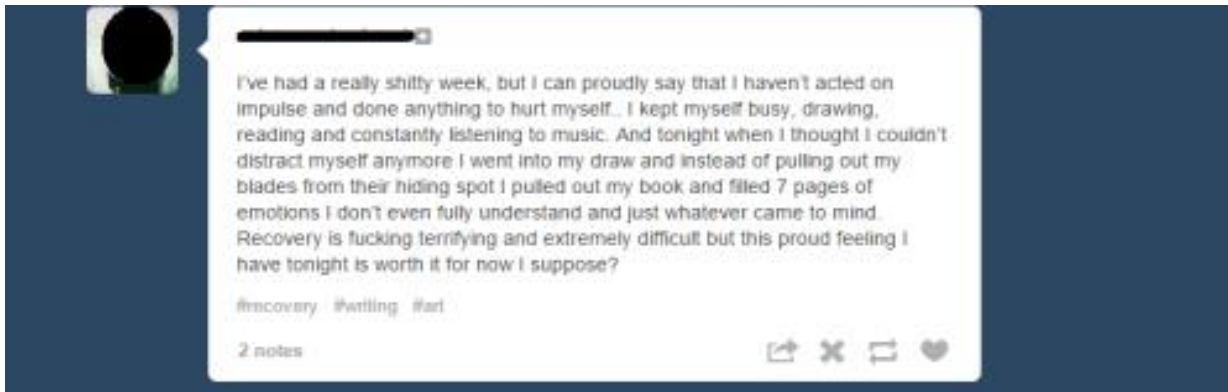 I've had a really shitty week, but I can proudly say that I haven't acted on
impulse and done anything to hurt myself.. I kept myself busy, drawing,
reading and constantly listening to music. And tonight when I thought I couldn't
distract myself anymore I went into my draw and instead of pulling out my
blades from their hiding spot I pulled out my book and filled 7 pages of
emotions I don't even fully understand and just whatever came to mind.
Recovery is fucking terrifying and extremely difficult but this proud feeling I
have tonight is worth it for now I suppose?
#recovery #writing #art
2 notes